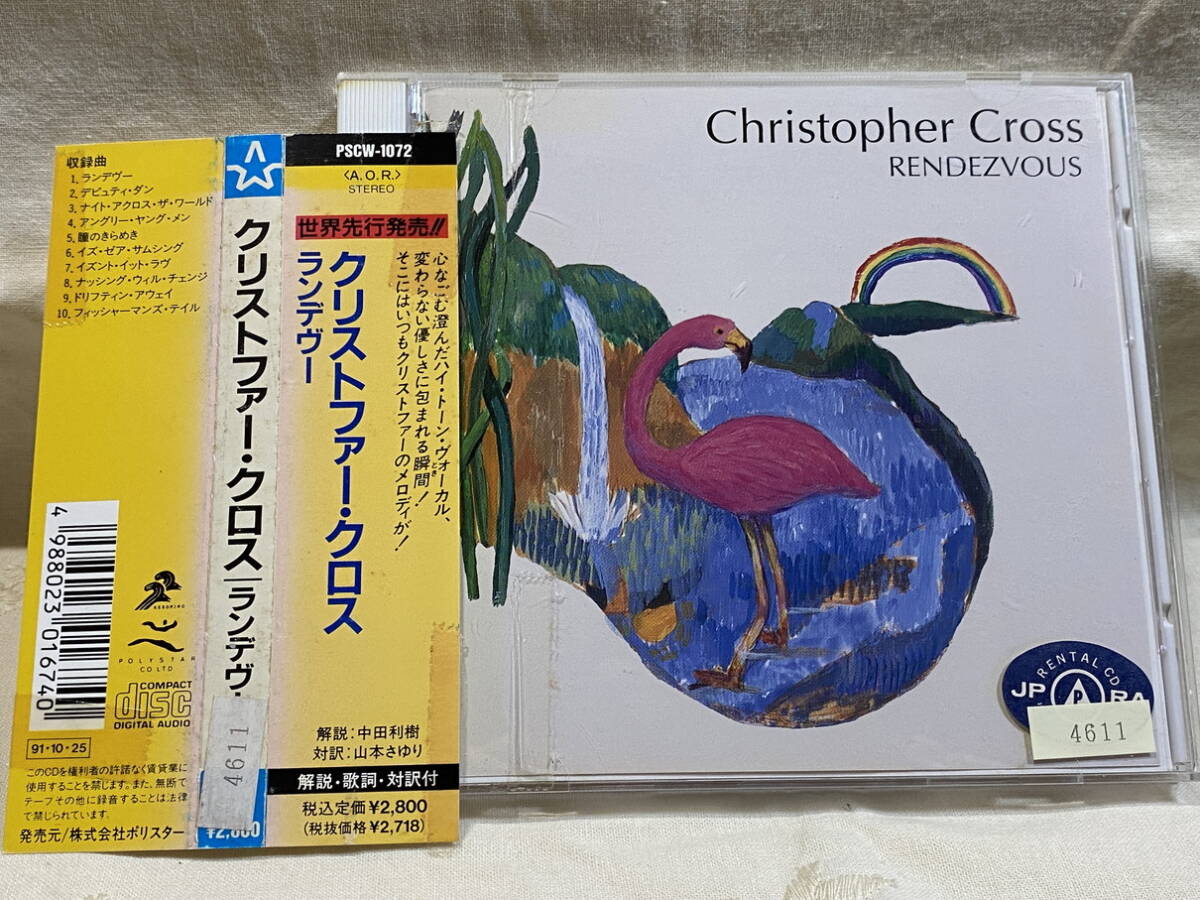 収録曲
1. ランデヴー
2. デピュティ・ダン
3. ナイト・アクロス・ザ・ワールド
4. アングリー・ヤング・メン
5. 瞳のきらめき
6. イズ・ゼア・サムシング
7. イズント・イット・ラヴ
8. ナッシング・ウィル・チェンジ
9. ドリフティン・アウェイ
10. フィッシャーマンズ・テイル
4 988023 016740
POLYSTAR
CO LTD
COMPACT
disc
DIGITAL AUDIO
91・10・25
このCDを権利者の許諾なく賃貸業に
使用することを禁じます。また、無断で
テープその他に録音することは法律
で禁じられています。
発売元/株式会社ポリスター
クリストファー・クロス|ランデヴー
4611
PSCW-1072
〈A.O.R.〉
STEREO
世界先行発売!!
クリストファー・クロス
ランデヴー
心なごむ澄んだハイ・トーン・ヴォーカル、
変わらない優しさに包まれる瞬間!
とき
そこにはいつもクリストファーのメロディが!
解説:中田利樹
対訳:山本さゆり
解説・歌詞・対訳付
税込定価¥2,800
(税抜価格¥2,718)
Christopher Cross
RENDEZVOUS
RENTAL CD
JP P RA
4611